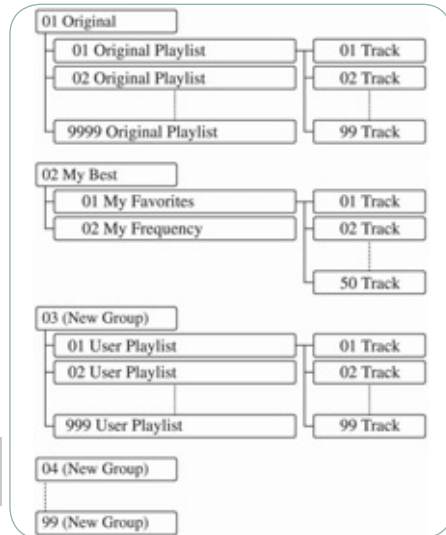 01 Original
01 Original Playlist 01 Track
02 Original Playlist 02 Track
9999 Original Playlist 99 Track
02 My Best
01 My Favorites 01 Track
02 My Frequency 02 Track
50 Track
03 (New Group)
01 User Playlist 01 Track
02 User Playlist 02 Track
999 User Playlist 99 Track
04 (New Group)
99 (New Group)